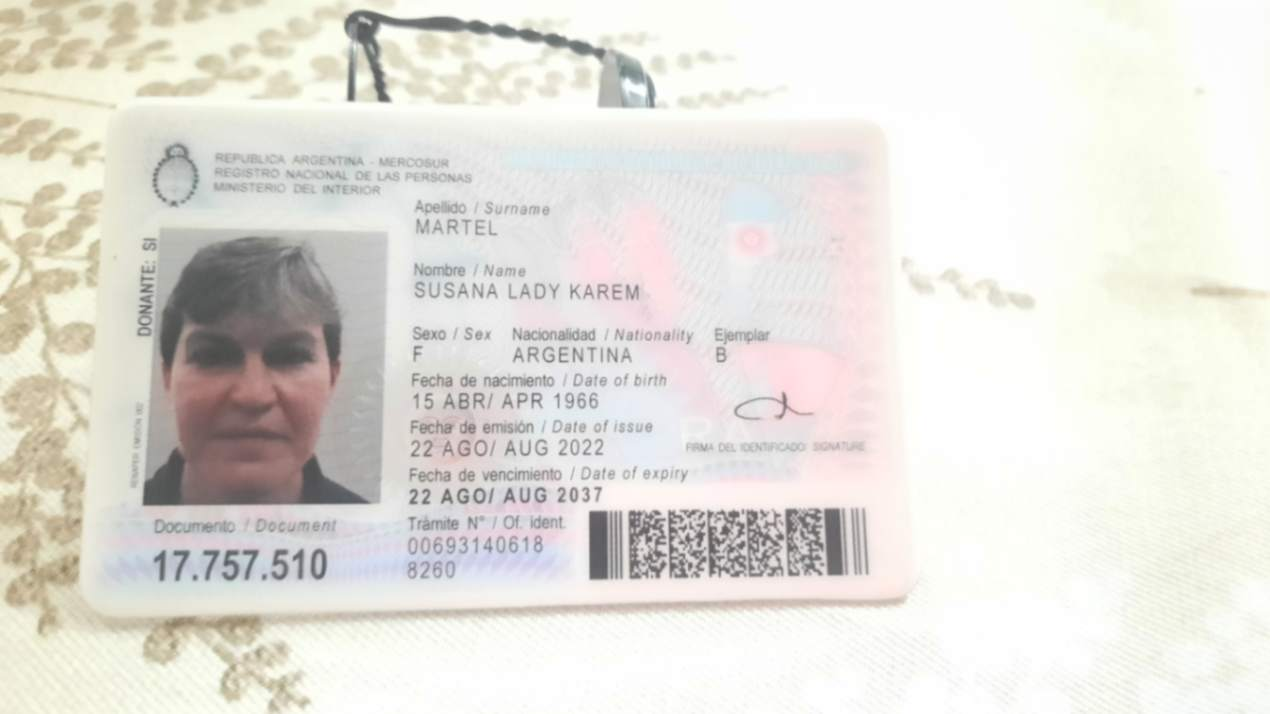 REPUBLICA ARGENTINA - MERCOSUR
REGISTRO NACIONAL DE LAS PERSONAS
MINISTERIO DEL INTERIOR
Apellido / Surname
MARTEL
Nombre / Name
SUSANA LADY KAREM
Sexo / Sex Nacionalidad / Nationality Ejemplar
F ARGENTINA B
Fecha de nacimiento / Date of birth
15 ABR/ APR 1966
Fecha de emisión / Date of issue
22 AGO/ AUG 2022
FIRMA DEL IDENTIFICADO/ SIGNATURE
Fecha de vencimiento / Date of expiry
22 AGO/ AUG 2037
Trámite N° / Of. ident.
00693140618
8260
DONANTE: SI
Documento / Document
17.757.510